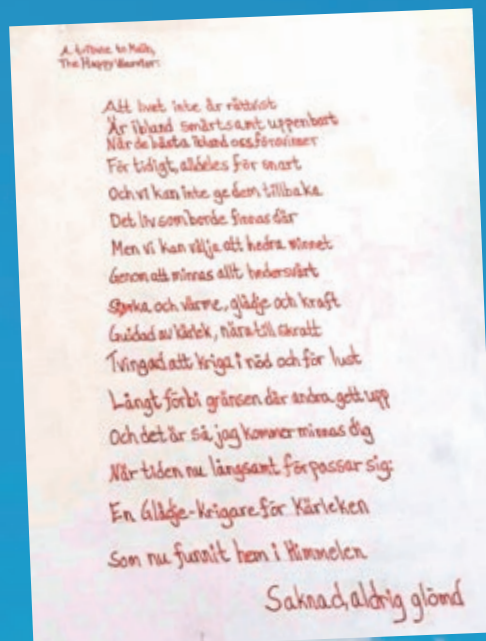 A tribute to Malin,
The Happy Warrior:
Att livet inte är rättvist
Är ibland smärtsamt uppenbart
När de bästa ibland oss försvinner
För tidigt, alldeles för snart
Och vi kan inte ge dem tillbaka
Det liv som borde finnas där
Men vi kan välja att hedra minnet
Genom att minnas allt hedersvärt
Styrka och värme, glädje och kraft
Guidad av kärlek, nära till skratt
Tvingad att kriga i nöd och för lust
Långt förbi gränsen där andra gett upp
Och det är så jag kommer minnas dig
När tiden nu långsamt förpassar sig:
En Glädje-krigare för Kärleken
Som nu funnit hem i Himmelen
Saknad, aldrig glömd